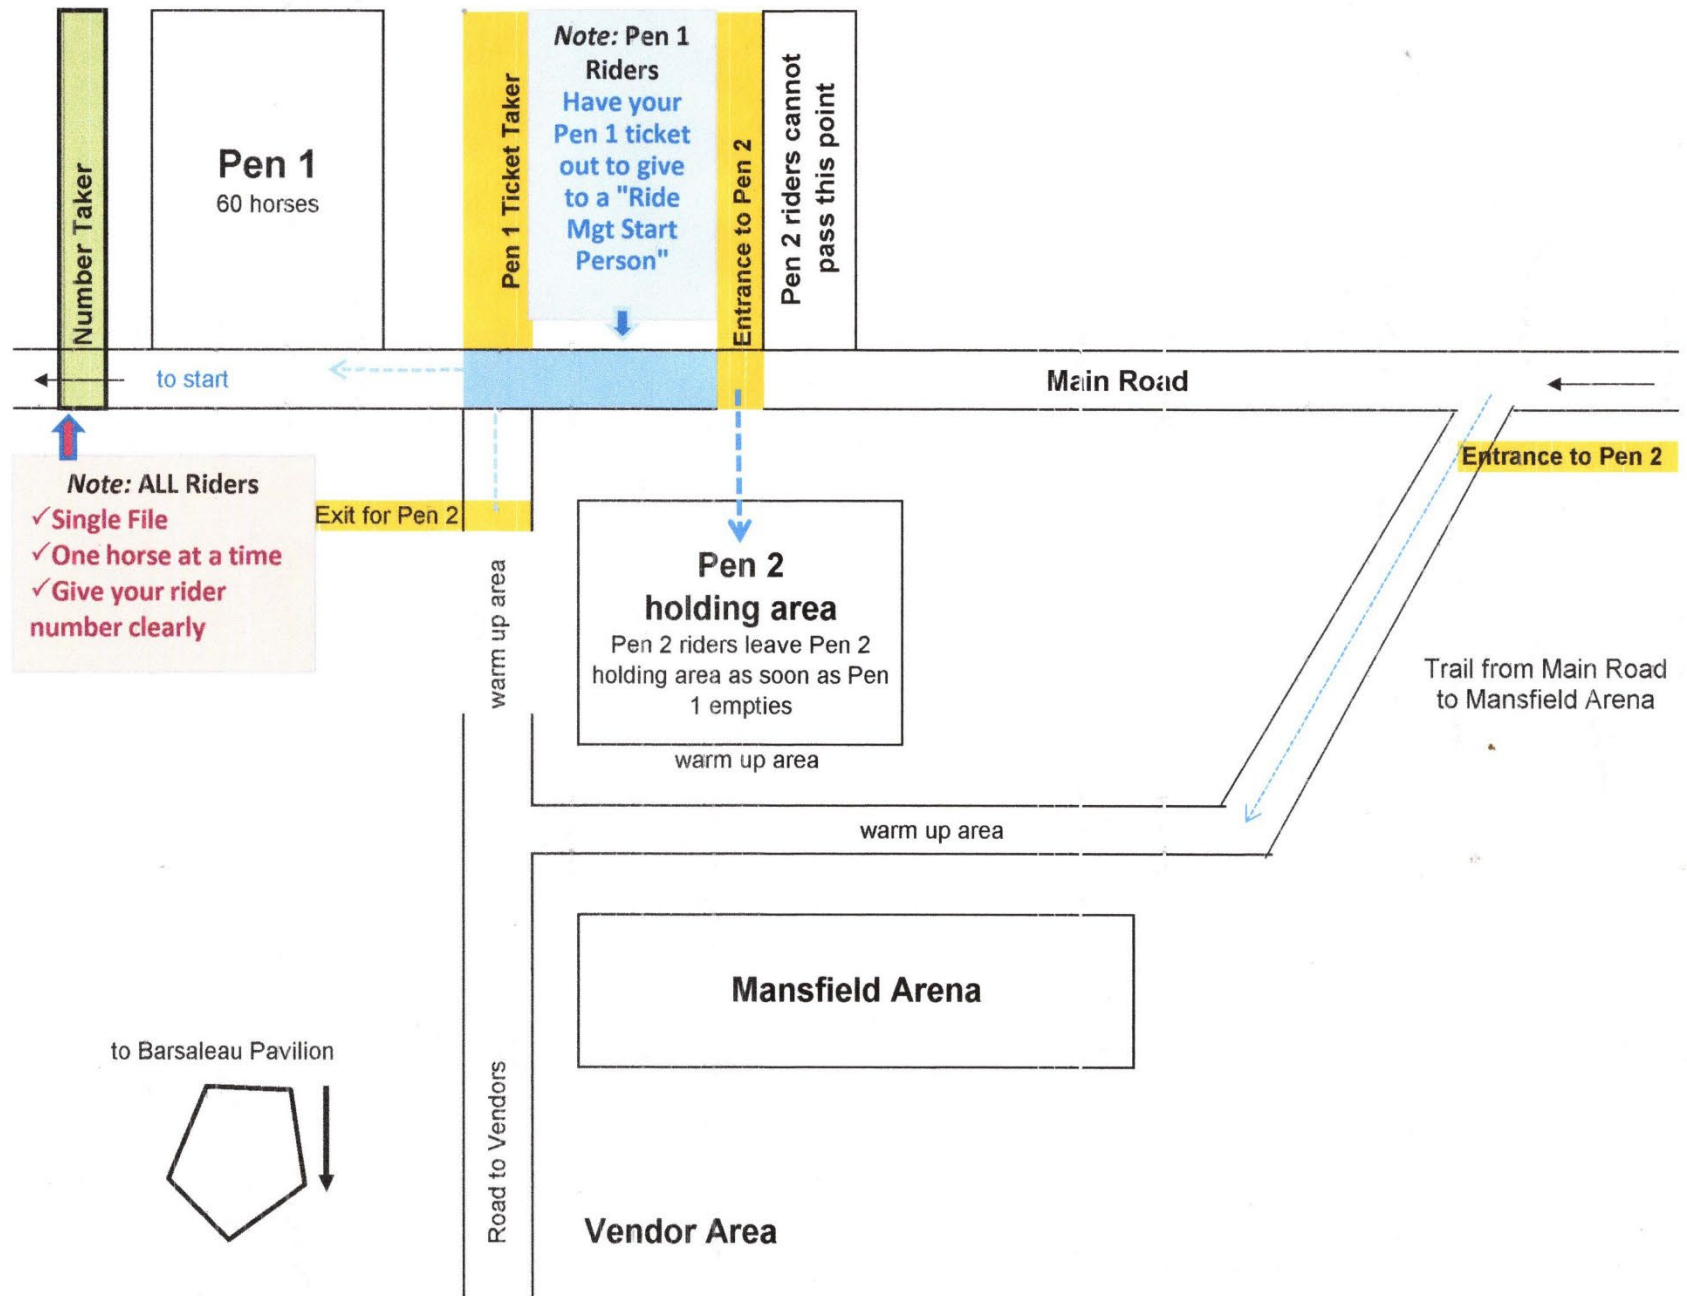 Number Taker
Pen 1
60 horses
Pen 1 Ticket Taker
Note: Pen 1
Riders
Have your
Pen 1 ticket
out to give
to a "Ride
Mgt Start
Person"
Entrance to Pen 2
Pen 2 riders cannot
pass this point
to start
Main Road
Entrance to Pen 2
Note: ALL Riders
✓Single File
✓One horse at a time
✓Give your rider
number clearly
Exit for Pen 2
warm up area
Pen 2
holding area
Pen 2 riders leave Pen 2
holding area as soon as Pen
1 empties
warm up area
Trail from Main Road
to Mansfield Arena
warm up area
Mansfield Arena
to Barsaleau Pavilion
Road to Vendors
Vendor Area